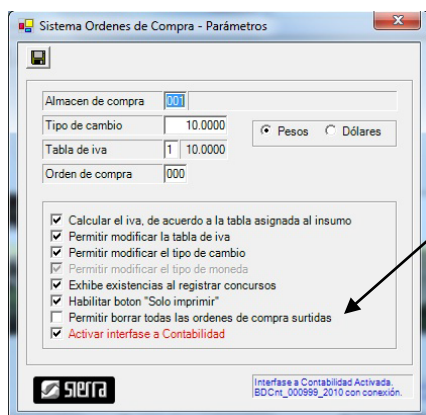 Sistema Ordenes de Compra - Parámetros
Almacen de compra 001
Tipo de cambio 10.0000
Pesos Dólares
Tabla de iva 1 10.0000
Orden de compra 000
Calcular el iva, de acuerdo a la tabla asignada al insumo
Permitir modificar la tabla de iva
Permitir modificar el tipo de cambio
Permitir modificar el tipo de moneda
Exhibe existencias al registrar concursos
Habilitar boton "Solo imprimir"
Permitir borrar todas las ordenes de compra surtidas
Activar interfase a Contabilidad
sierra
Interfase a Contabilidad Activada.
BDCnt_000999_2010 con conexión.